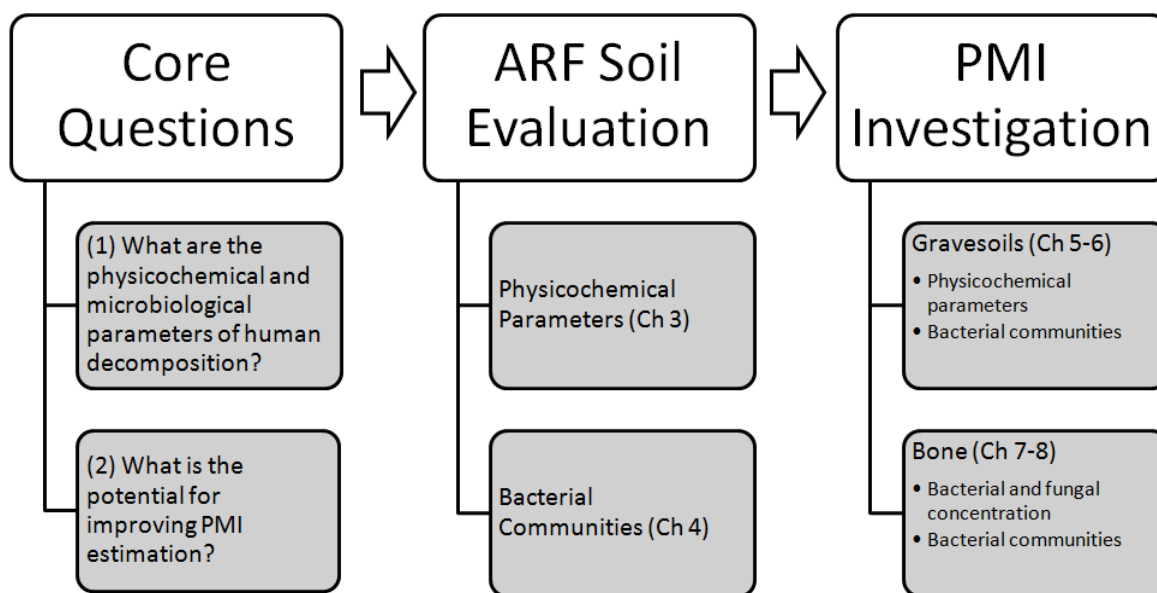 Core
Questions
(1) What are the
physicochemical and
microbiological
parameters of human
decomposition?
(2) What is the
potential for
improving PMI
estimation?
ARF Soil
Evaluation
Physicochemical
Parameters (Ch 3)
Bacterial
Communities (Ch 4)
PMI
Investigation
Gravesoils (Ch 5-6)
• Physicochemical
parameters
• Bacterial communities
Bone (Ch 7-8)
• Bacterial and fungal
concentration
• Bacterial communities